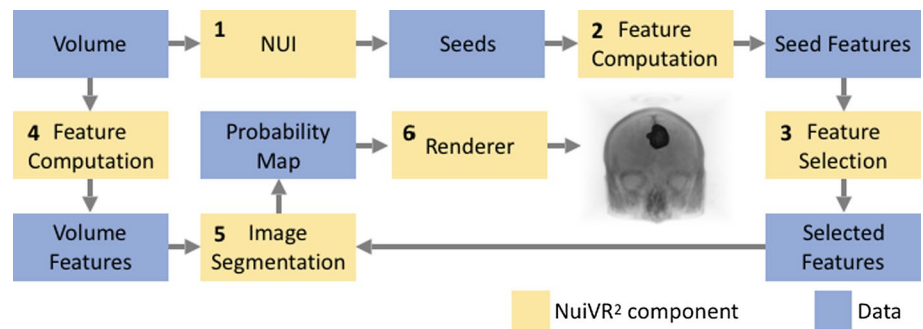 Volume
1 NUI
Seeds
2 Feature
Computation
Seed Features
4 Feature
Computation
Probability
Map
6 Renderer
3 Feature
Selection
Volume
Features
5 Image
Segmentation
Selected
Features
NuiVR² component
Data